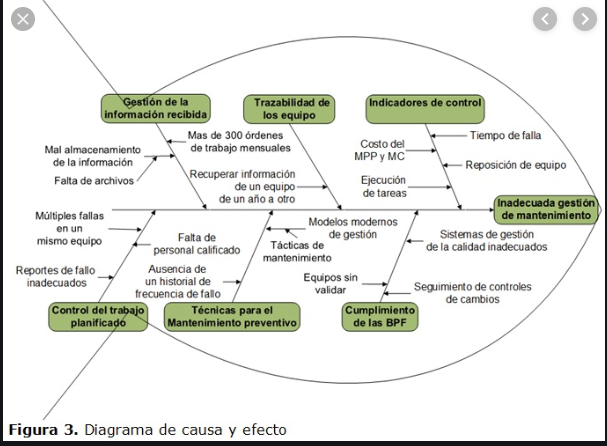 Gestión de la
información recibida
Trazabilidad de
los equipo
Indicadores de control
Mas de 300 órdenes
de trabajo mensuales
Mal almacenamiento
de la información
Falta de archivos
Recuperar información
de un equipo
de un año a otro
Costo del
MPP y MC
Ejecución
de tareas
Tiempo de falla
Reposición de equipo
Inadecuada gestión
de mantenimiento
Múltiples fallas
en un
mismo equipo
Reportes de fallo
inadecuados
Falta de
personal calificado
Ausencia de
un historial de
frecuencia de fallo
Modelos modernos
de gestión
Tácticas de
mantenimiento
Equipos sin
validar
Sistemas de gestión
de la calidad inadecuados
Seguimiento de controles
de cambios
Control del trabajo
planificado
Técnicas para el
Mantenimiento preventivo
Cumplimiento
de las BPF
Figura 3. Diagrama de causa y efecto